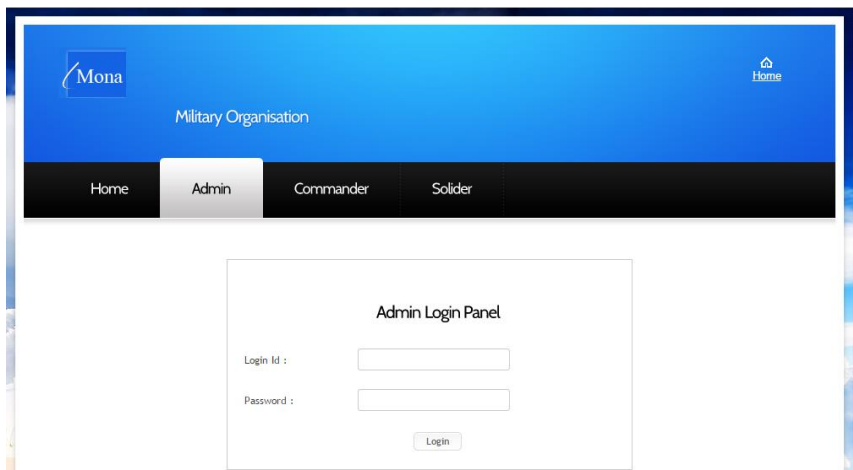 Mona
Home
Military Organisation
Home Admin Commander Solider
Admin Login Panel
Login Id :
Password :
Login